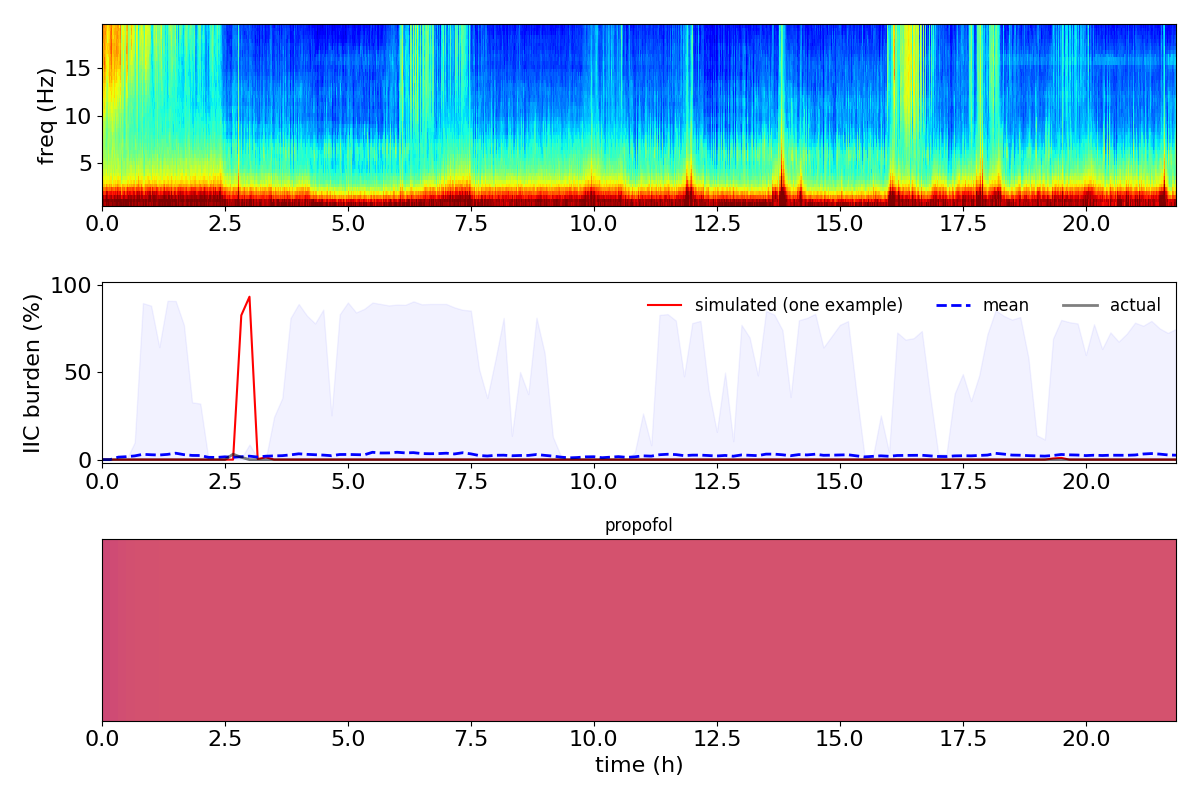 freq (Hz)
15
10
5
0.0 2.5 5.0 7.5 10.0 12.5 15.0 17.5 20.0
IIC burden (%)
100
50
0
simulated (one example) mean actual
0.0 2.5 5.0 7.5 10.0 12.5 15.0 17.5 20.0
propofol
0.0 2.5 5.0 7.5 10.0 12.5 15.0 17.5 20.0
time (h)